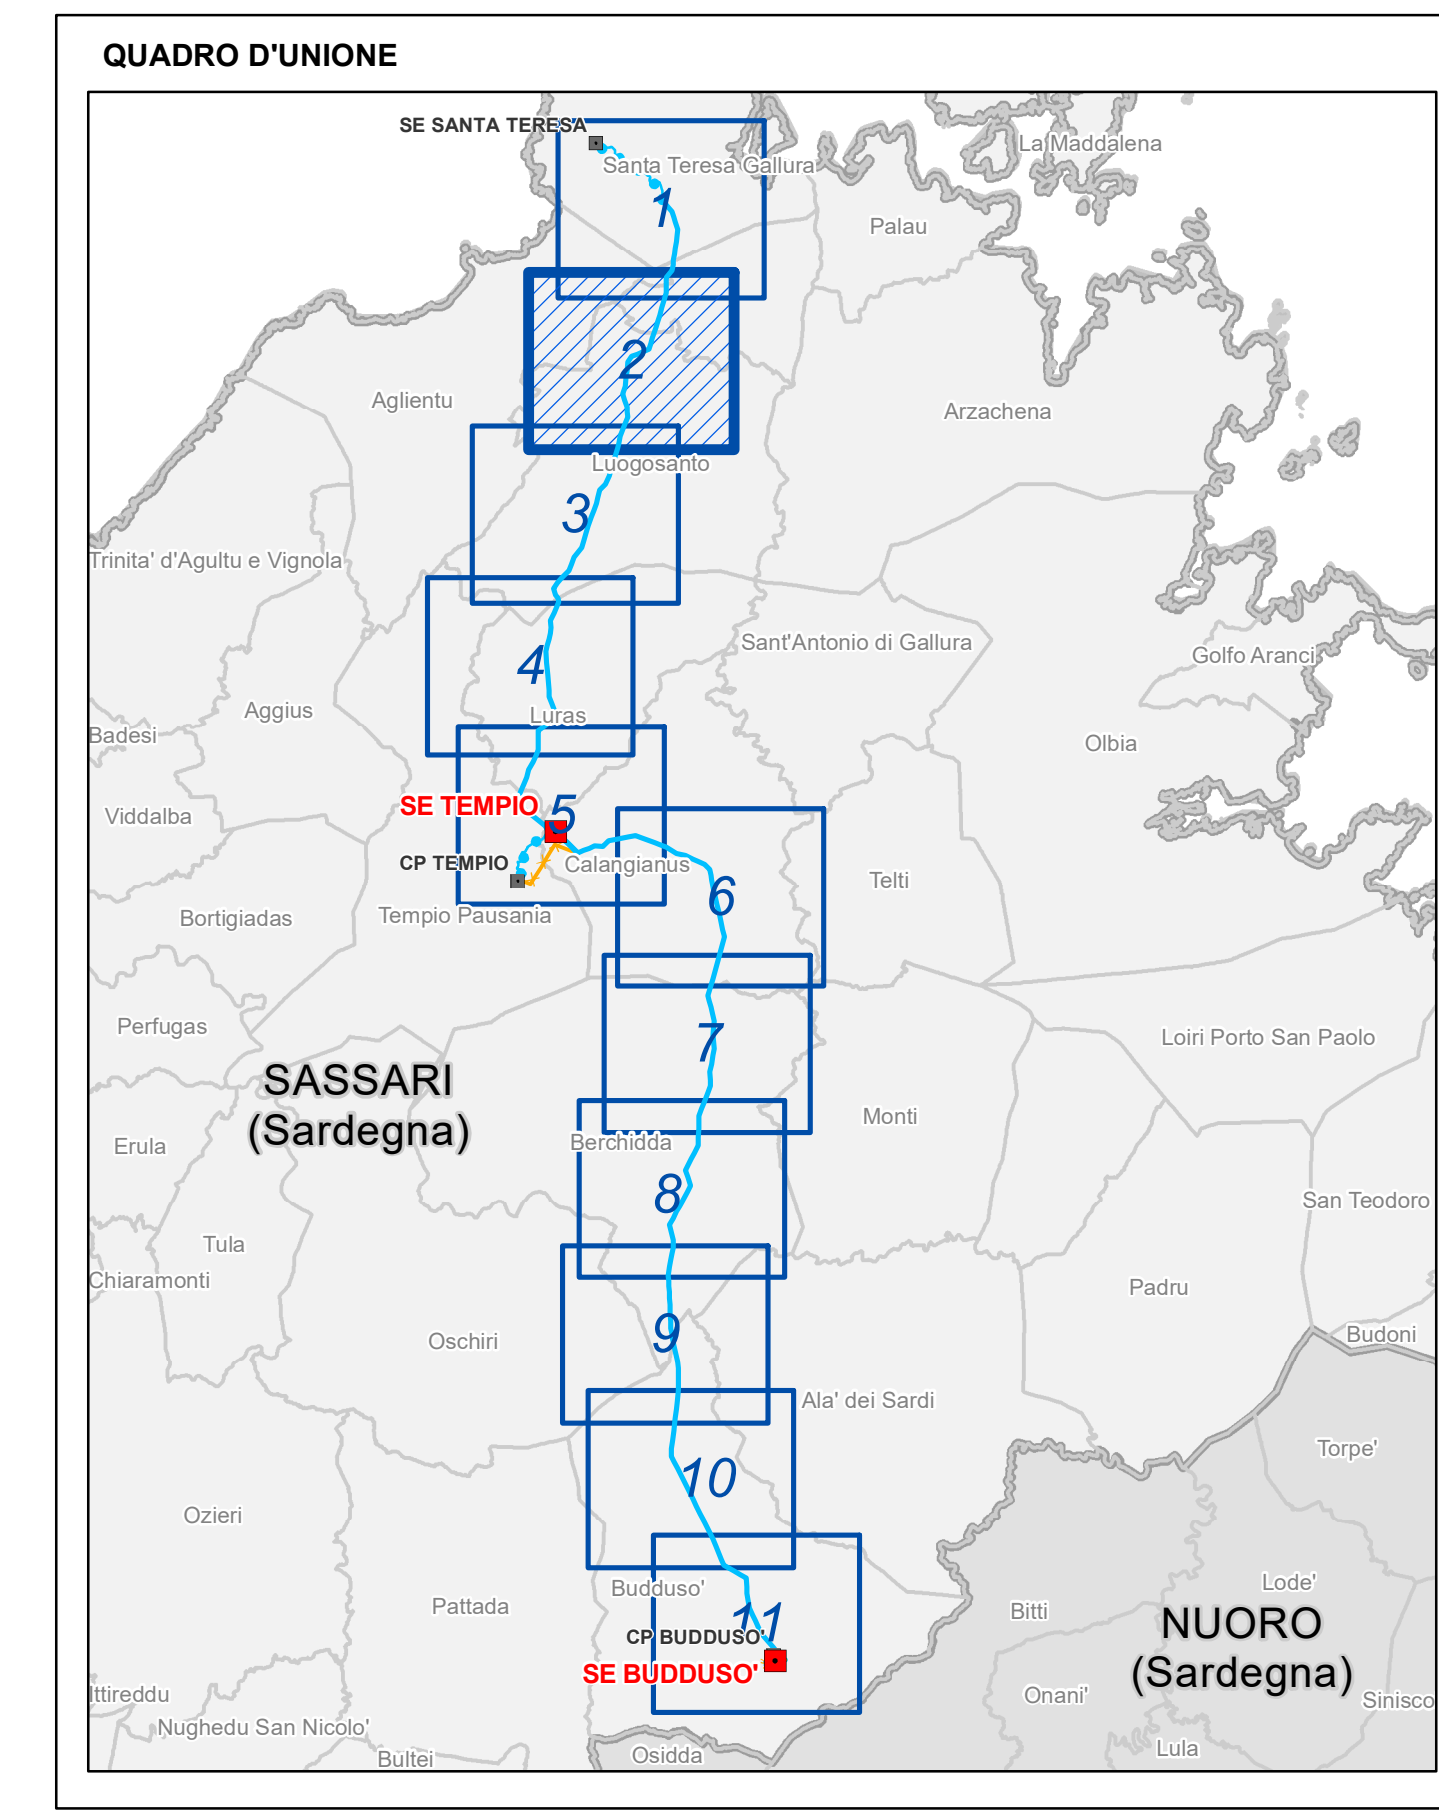 QUADRO D'UNIONE
SE SANTA TERESA
La Maddalena
Santa Teresa Gallura
1
Palau
2
Aglientu
Arzachena
Luogosanto
3
Trinita' d'Agultu e Vignola
Sant'Antonio di Gallura
Golfo Aranci
4
Aggius
Luras
Badesi
Olbia
SE TEMPIO
5
Viddalba
CP TEMPIO
Calangianus
Telti
6
Tempio Pausania
Bortigiadas
Perfugas
7
Loiri Porto San Paolo
SASSARI
(Sardegna)
Monti
Erula
Berchidda
8
San Teodoro
Tula
Chiaramonti
Padru
9
Oschiri
Budoni
Ala' dei Sardi
Torpe'
10
Ozieri
Lode'
Budduso'
Pattada
Bitti
11
NUORO
(Sardegna)
CP BUDDUSO'
SE BUDDUSO'
Ittireddu
Onani'
Sinisco
Nughedu San Nicolo'
Lula
Osidda
Bultei